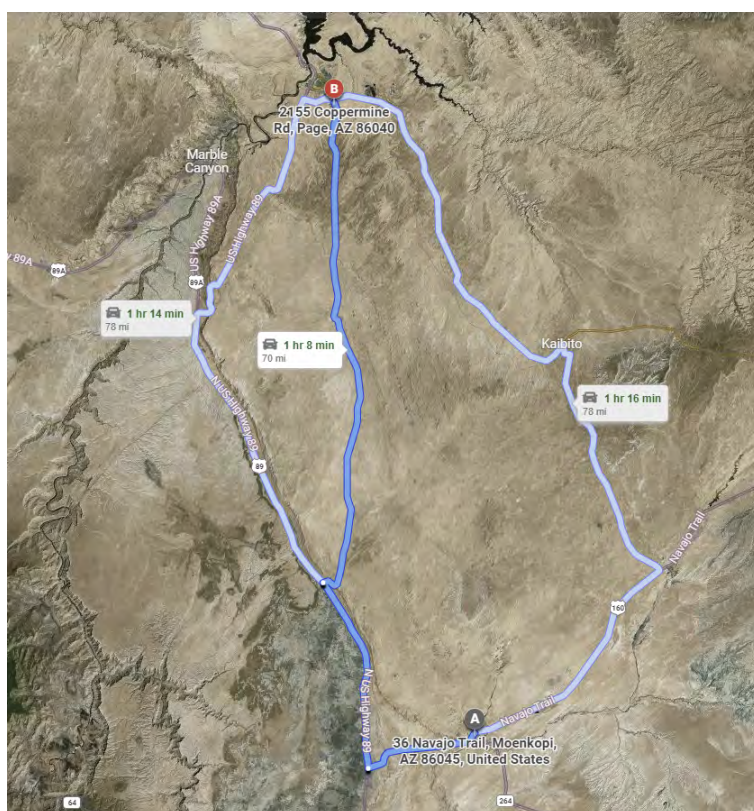 B
2155 Coppermine
Rd, Page, AZ 86040
Marble
Canyon
US Highway 89A
US Highway 89
89A
89A
y 89A
1 hr 14 min
78 mi
1 hr 8 min
70 mi
Kaibito
1 hr 16 min
78 mi
N US Highway 89
89
Navajo Trail
160
N US Highway 89
A
Navajo Trail
36 Navajo Trail, Moenkopi,
AZ 86045, United States
64
264